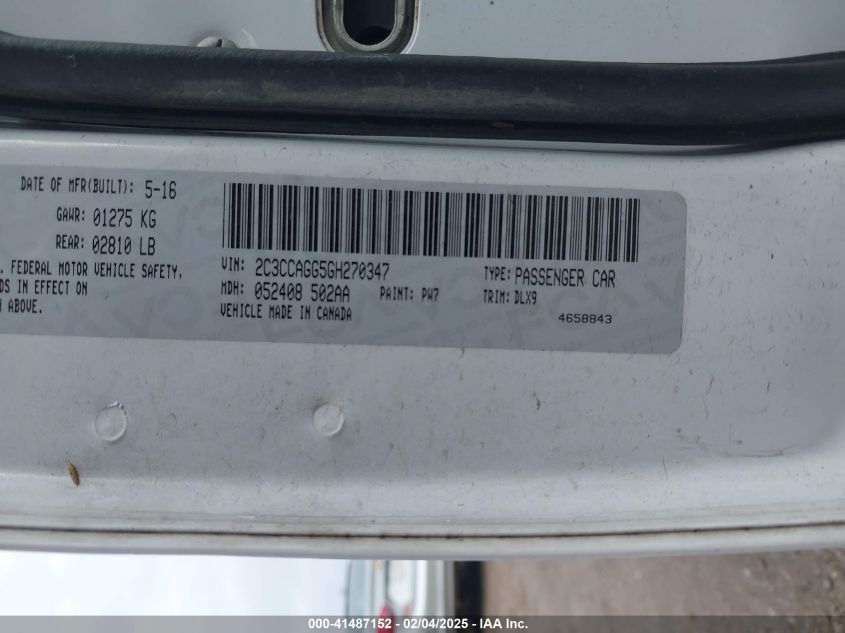 DATE OF MFR(BUILT): 5-16
GAWR: 01275 KG
REAR: 02810 LB
. FEDERAL MOTOR VEHICLE SAFETY,
DS IN EFFECT ON
ABOVE.
VIN: 2C3CCAGG5GH270347
TYPE: PASSENGER CAR
MDH: 052408 502AA
PAINT: PW7
TRIM: DLX9
VEHICLE MADE IN CANADA
4658843
000-41487152 - 02/04/2025 - IAA Inc.